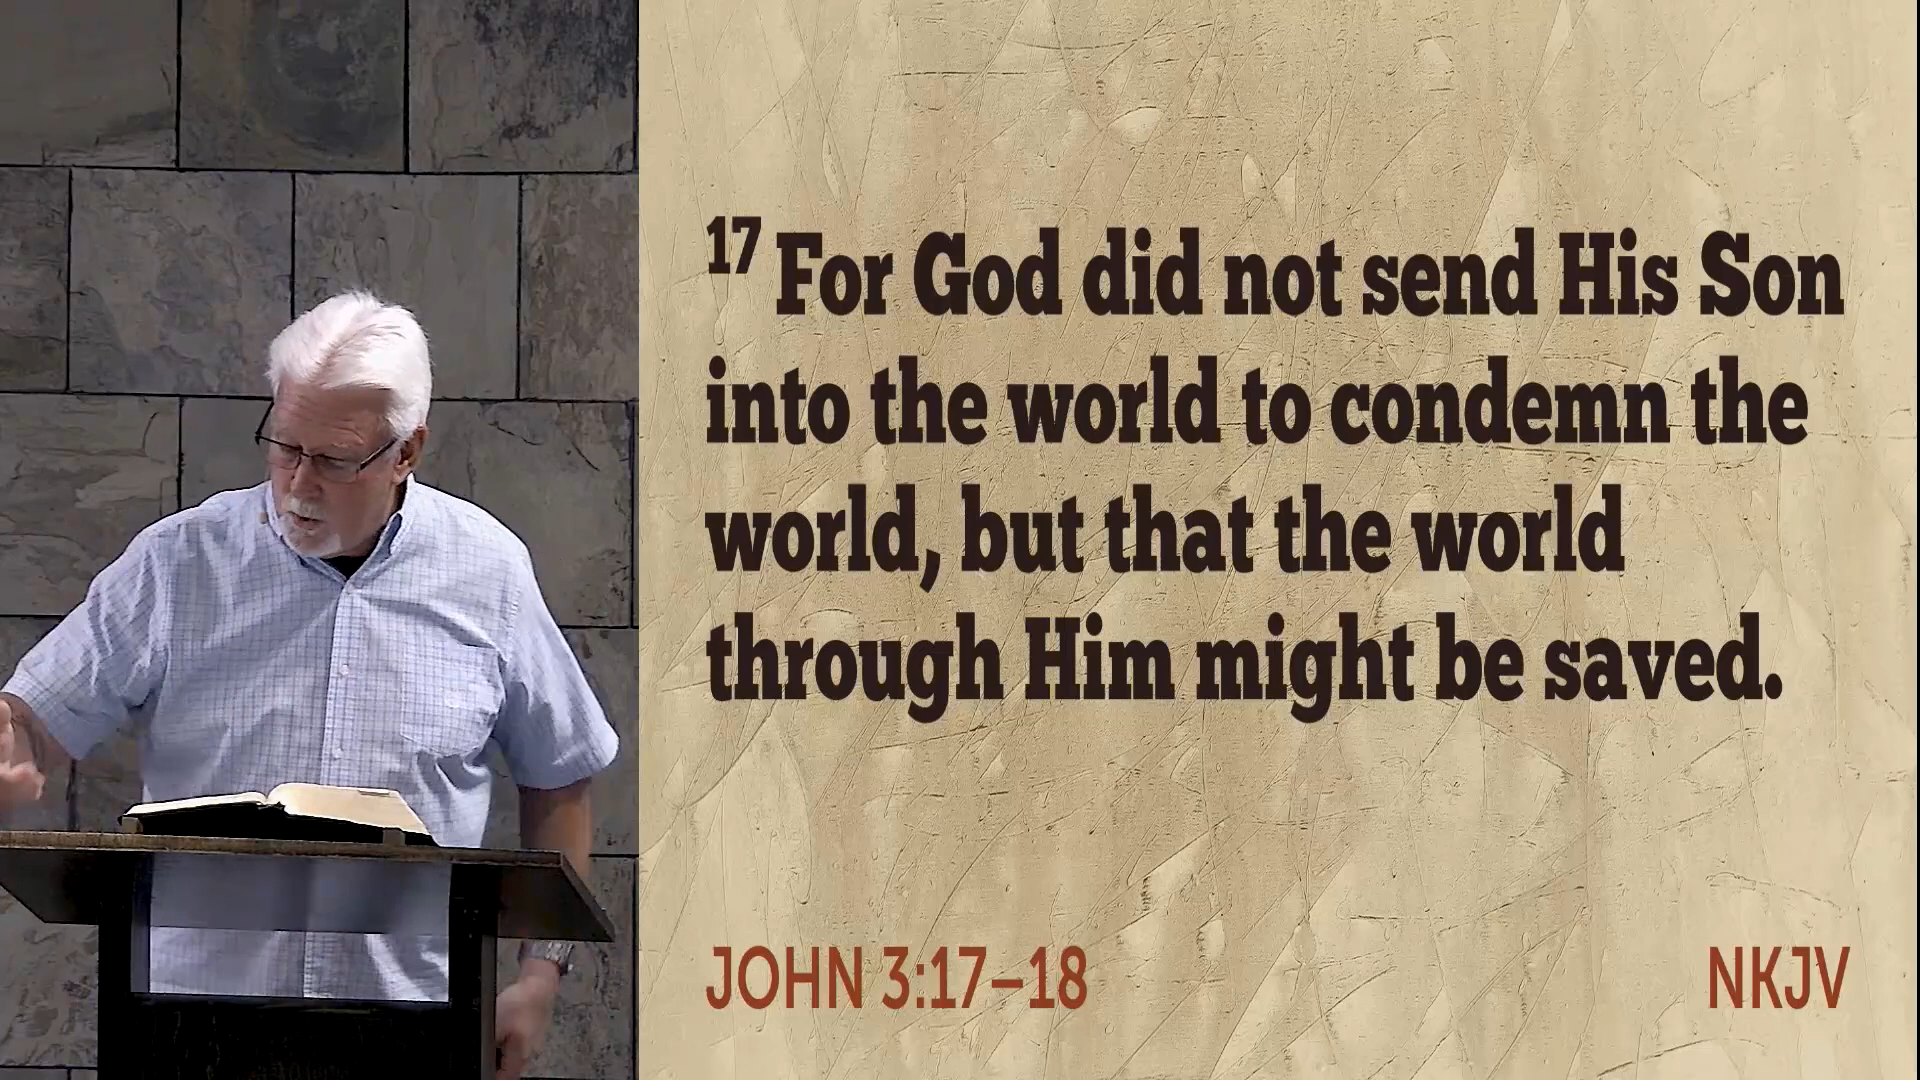 17 For God did not send His Son
into the world to condemn the
world, but that the world
through Him might be saved.
JOHN 3:17–18
NKJV